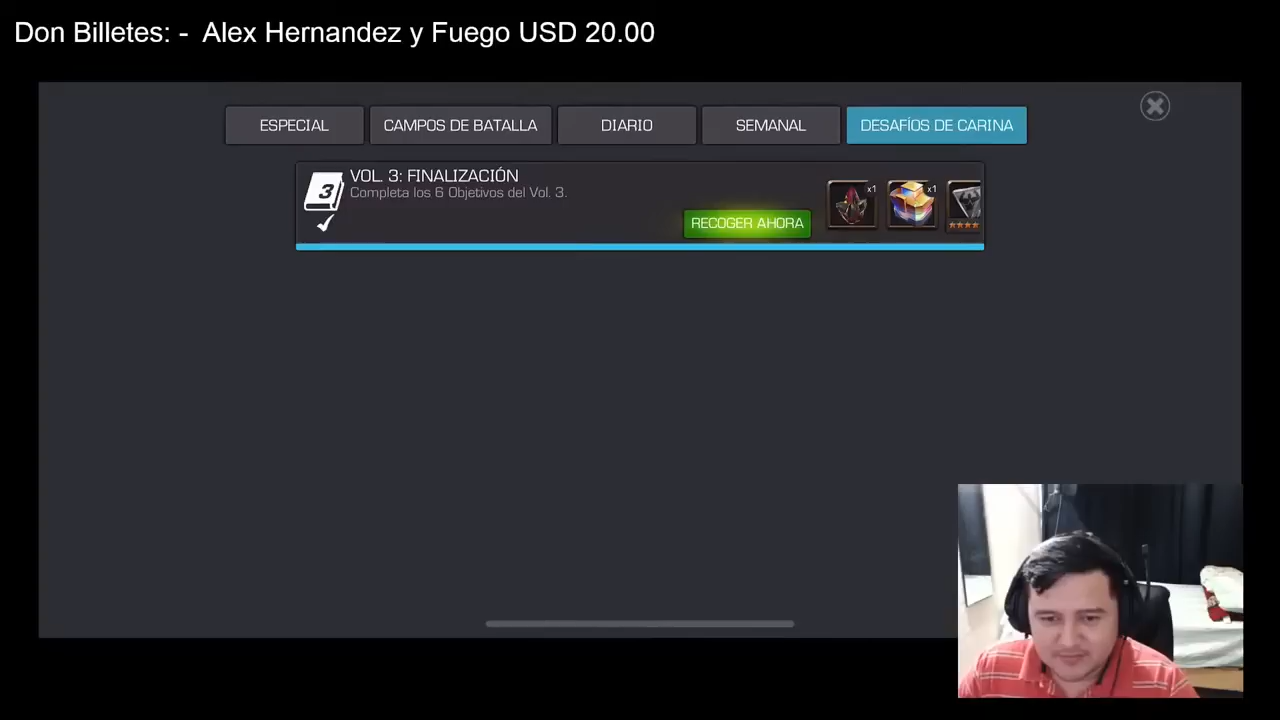 Don Billetes: -  Alex Hernandez y Fuego USD 20.00
ESPECIAL
CAMPOS DE BATALLA
DIARIO
SEMANAL
DESAFÍOS DE CARINA
3
VOL. 3: FINALIZACIÓN
Completa los 6 Objetivos del Vol. 3.
RECOGER AHORA
x1
x1